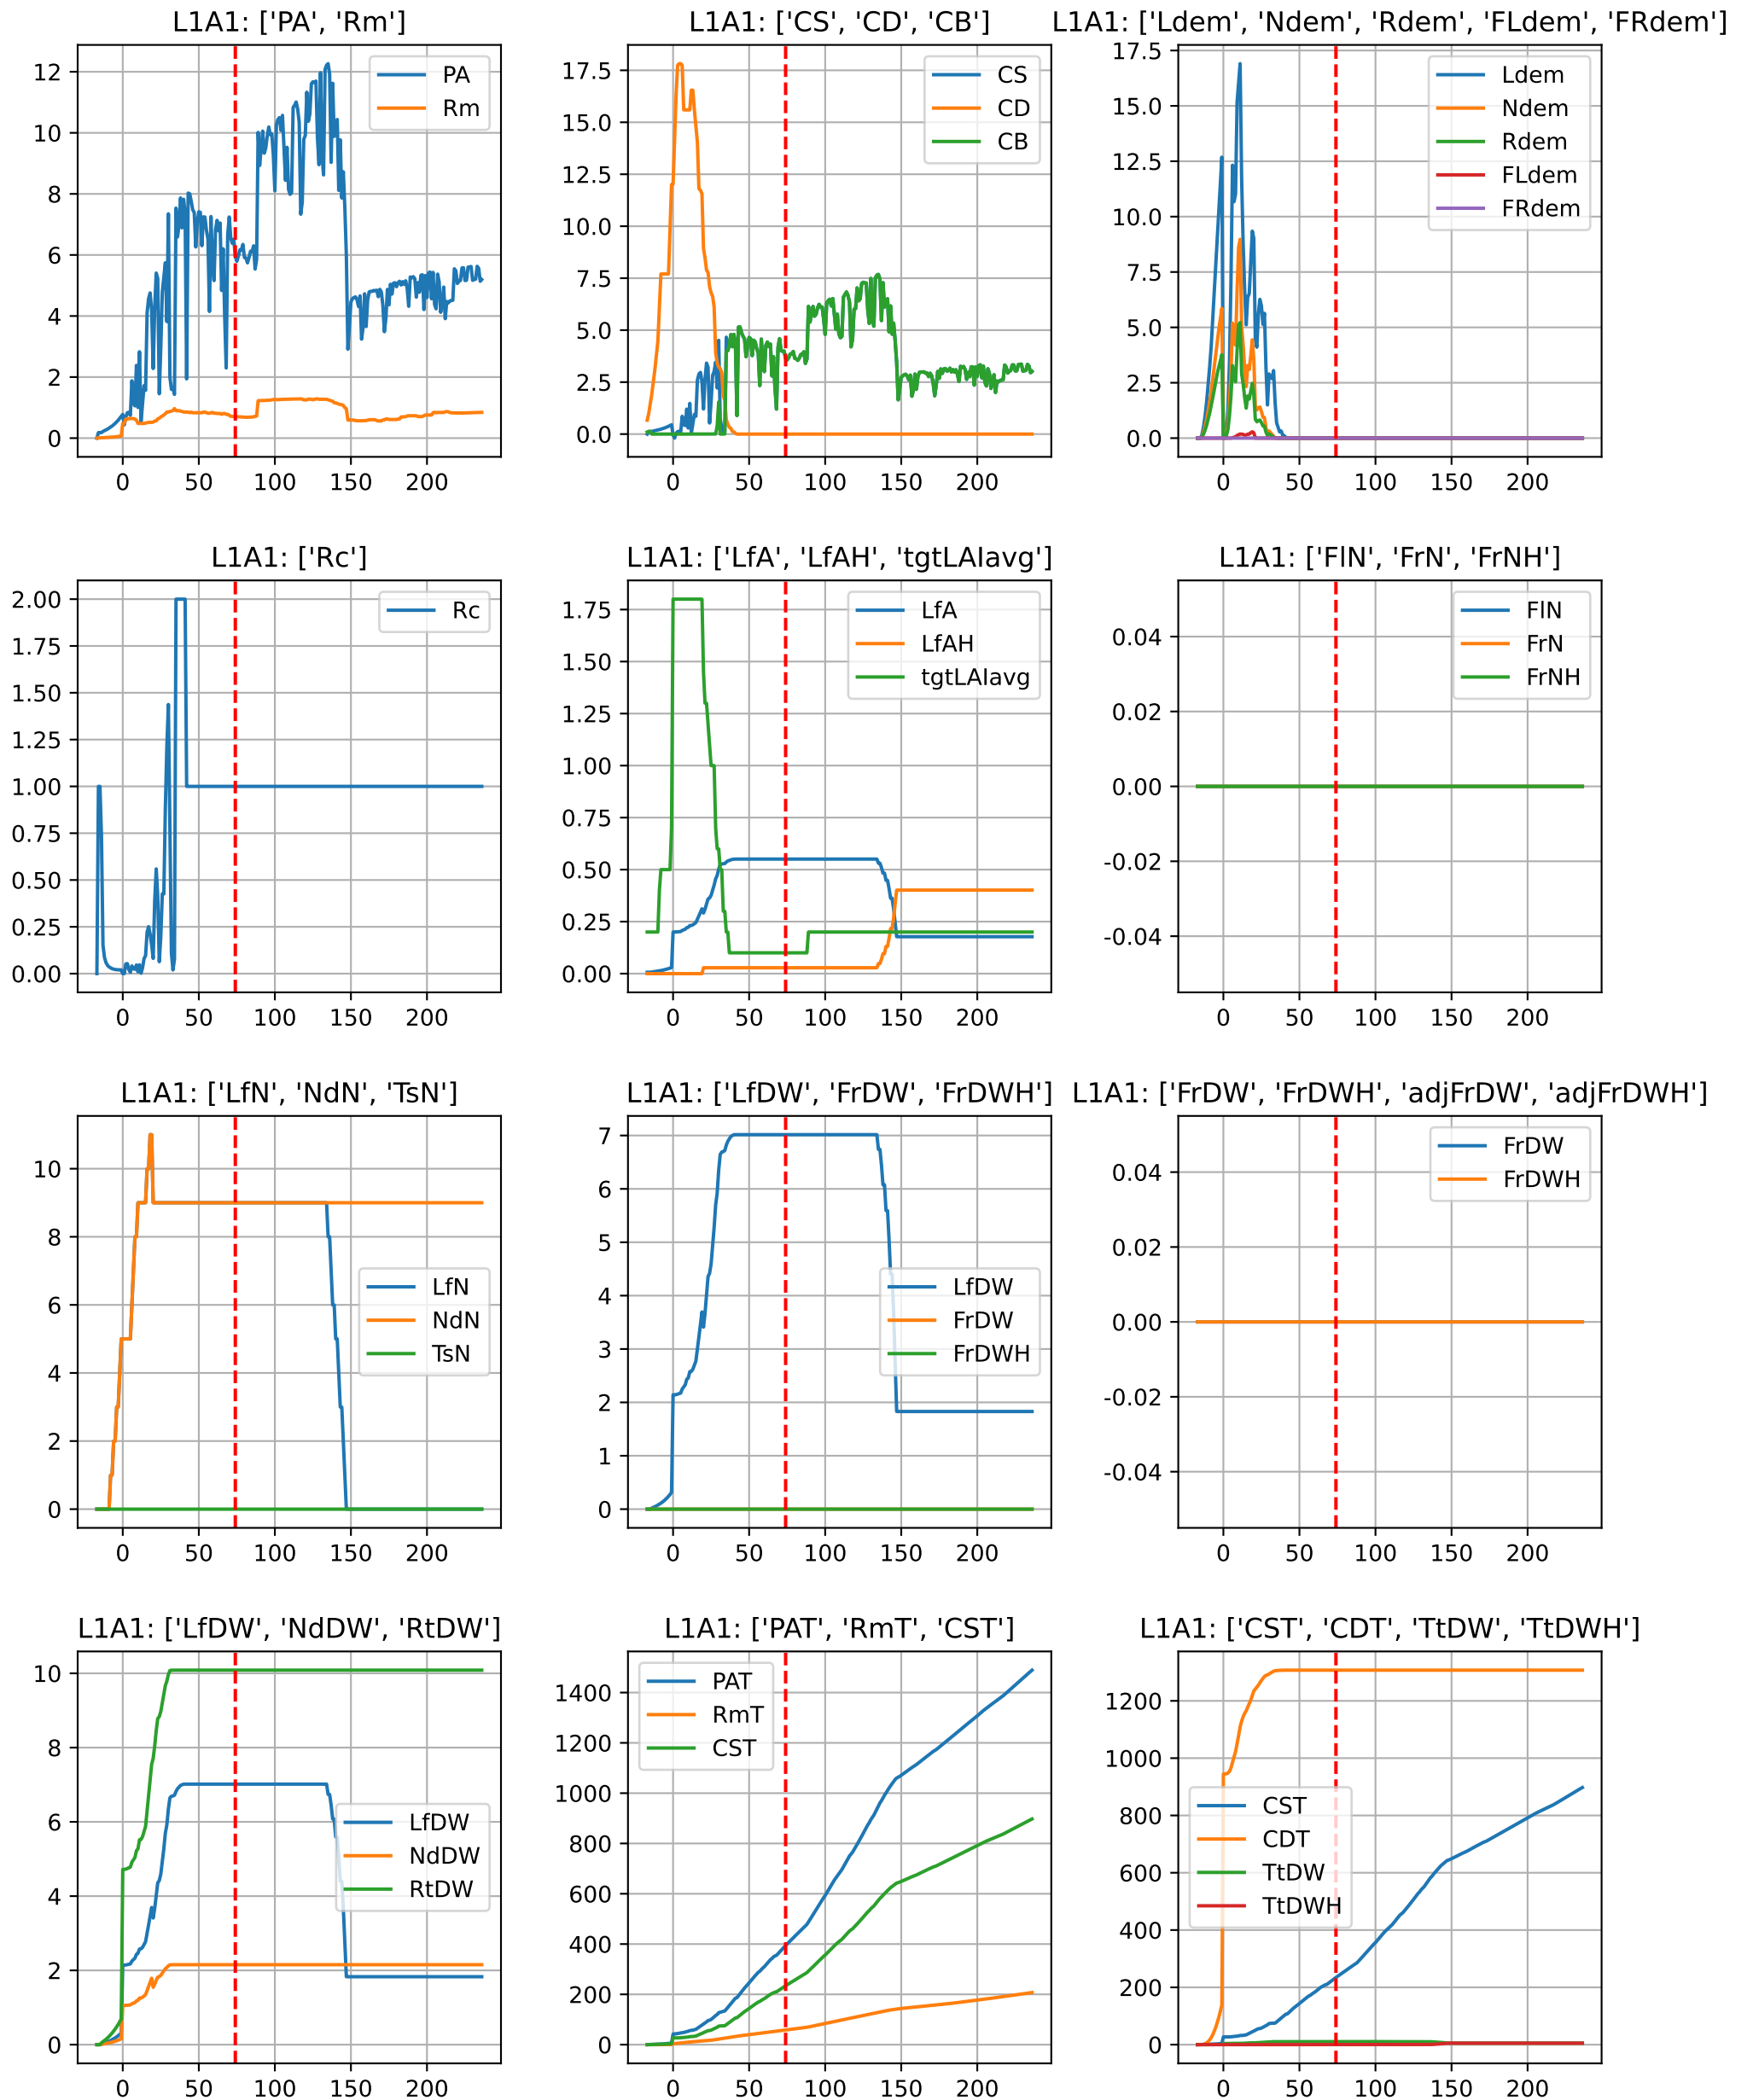 L1A1: ['PA', 'Rm']
12
10
8
6
4
2
0
0 50 100 150 200
PA
Rm
L1A1: ['CS', 'CD', 'CB']
17.5
15.0
12.5
10.0
7.5
5.0
2.5
0.0
0 50 100 150 200
CS
CD
CB
L1A1: ['Ldem', 'Ndem', 'Rdem', 'FLdem', 'FRdem']
17.5
15.0
12.5
10.0
7.5
5.0
2.5
0.0
0 50 100 150 200
Ldem
Ndem
Rdem
FLdem
FRdem
L1A1: ['Rc']
2.00
1.75
1.50
1.25
1.00
0.75
0.50
0.25
0.00
0 50 100 150 200
Rc
L1A1: ['LfA', 'LfAH', 'tgtLAIavg']
1.75
1.50
1.25
1.00
0.75
0.50
0.25
0.00
0 50 100 150 200
LfA
LfAH
tgtLAIavg
L1A1: ['FlN', 'FrN', 'FrNH']
0.04
0.02
0.00
-0.02
-0.04
0 50 100 150 200
FlN
FrN
FrNH
L1A1: ['LfN', 'NdN', 'TsN']
10
8
6
4
2
0
0 50 100 150 200
LfN
NdN
TsN
L1A1: ['LfDW', 'FrDW', 'FrDWH']
7
6
5
4
3
2
1
0
0 50 100 150 200
LfDW
FrDW
FrDWH
L1A1: ['FrDW', 'FrDWH', 'adjFrDW', 'adjFrDWH']
0.04
0.02
0.00
-0.02
-0.04
0 50 100 150 200
FrDW
FrDWH
L1A1: ['LfDW', 'NdDW', 'RtDW']
10
8
6
4
2
0
0 50 100 150 200
LfDW
NdDW
RtDW
L1A1: ['PAT', 'RmT', 'CST']
1400
1200
1000
800
600
400
200
0
0 50 100 150 200
PAT
RmT
CST
L1A1: ['CST', 'CDT', 'TtDW', 'TtDWH']
1200
1000
800
600
400
200
0
0 50 100 150 200
CST
CDT
TtDW
TtDWH